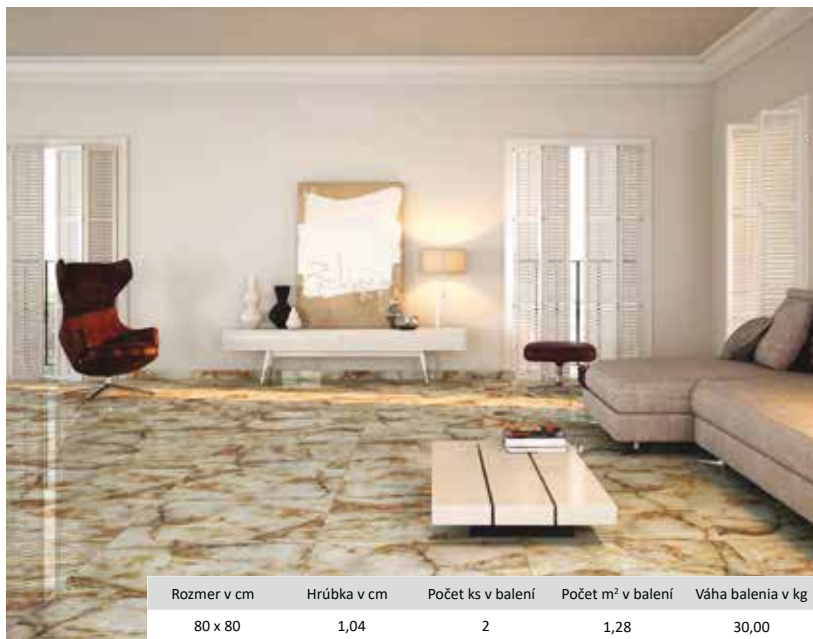 Rozmer v cm Hrúbka v cm Počet ks v balení Počet m² v balení Váha balenia v kg
80 x 80 1,04 2 1,28 30,00